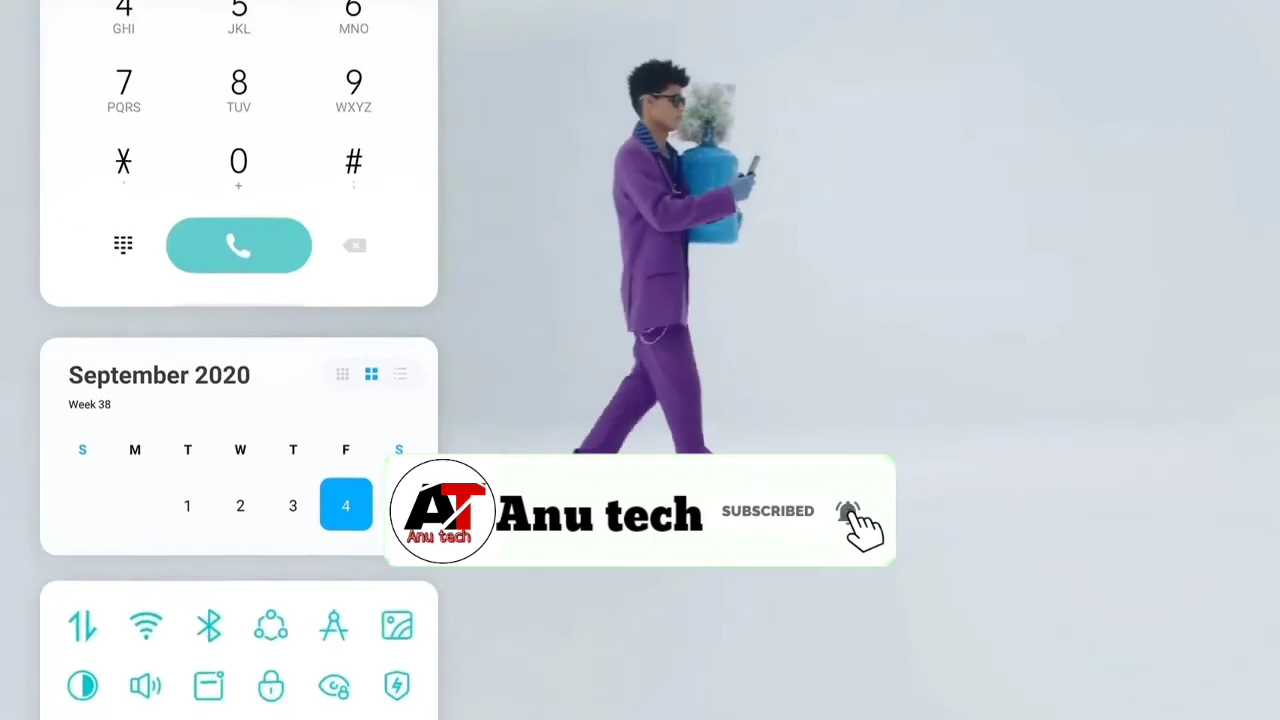 4 5 6
GHI JKL MNO
7 8 9
PQRS TUV WXYZ
* 0 #
' + ;
September 2020
Week 38
S M T W T F S
1 2 3 4
AT
Anu tech
Anu tech
SUBSCRIBED